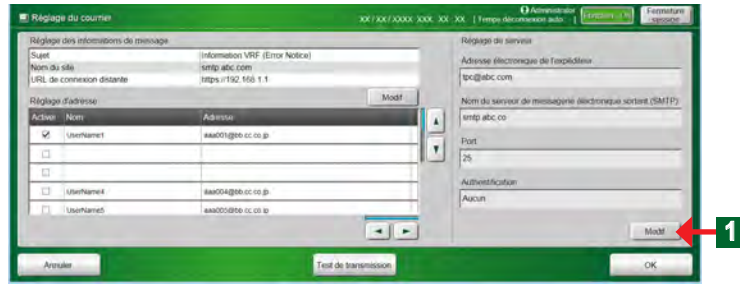 Réglage du courrier
XX / XX / XXXX XXX XX XX | Temps déconnexion auto |
Administrator
Fermeture session
Réglage des informations de message
Sujet Information VRF (Error Notice)
Nom du site smtp.abc.com
URL de connexion distante https://192.168.1.1
Réglage d'adresse
Modif
Activé Nom Adresse
UserName1 aaa001@bb.cc.co.jp
UserName4 aaa004@bb.cc.co.jp
UserName5 aaa005@bb.cc.co.jp
Réglage de serveur
Adresse électronique de l'expéditeur
tpc@abc.com
Nom du serveur de messagerie électronique sortant (SMTP)
smtp.abc.co
Port
25
Authentification
Aucun
Modif
1
Annuler
Test de transmission
OK